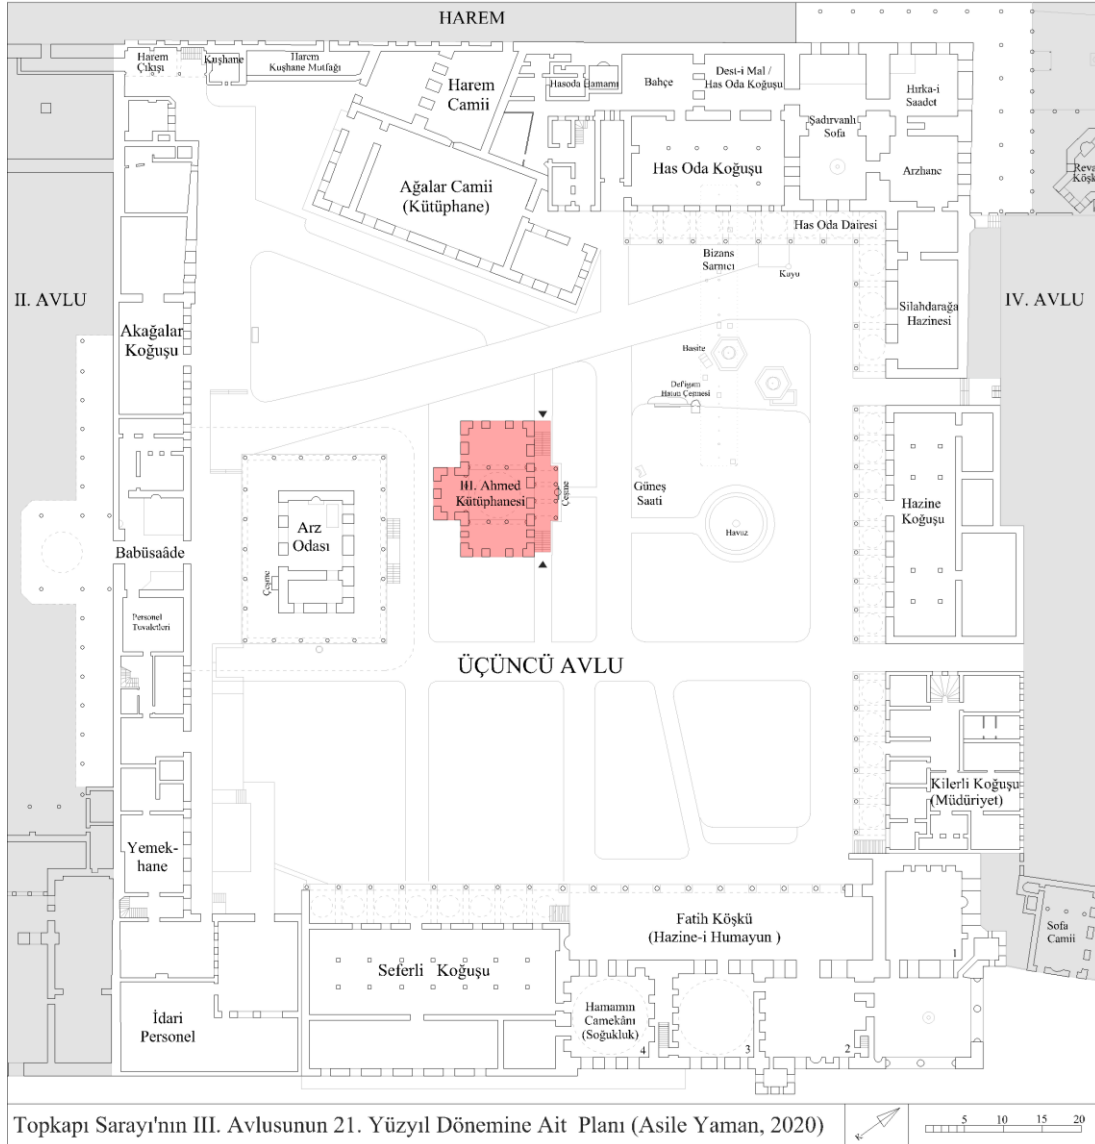 HAREM
Harem
Çıkışı
Kuşhane
Harem
Kuşhane Mutfağı
Harem
Camii
Hasoda Hamamı
Bahçe
Dest-i Mal /
Has Oda Koğuşu
Hırka-i
Saadet
Şadırvanlı
Sofa
Has Oda Koğuşu
Arzhane
Revan
Köşk
Ağalar Camii
(Kütüphane)
Has Oda Dairesi
Bizans
Sarnıcı
Kuyu
II. AVLU
IV. AVLU
Silahdarağa
Hazinesi
Akağalar
Koğuşu
Basite
Defigam
Hatun Çeşmesi
III. Ahmed
Kütüphanesi
Çeşme
Güneş
Saati
Havuz
Hazine
Koğuşu
Arz
Odası
Çeşme
Babüsaâde
Personel
Tuvaletleri
ÜÇÜNCÜ AVLU
Kilerli Koğuşu
(Müdüriyet)
Yemek-
hane
Fatih Köşkü
(Hazine-i Humayun )
Sofa
Camii
1
Seferli Koğuşu
Hamamın
Camekânı
(Soğukluk)
4
3
2
İdari
Personel
Topkapı Sarayı'nın III. Avlusunun 21. Yüzyıl Dönemine Ait Planı (Asile Yaman, 2020)
K
5 10 15 20